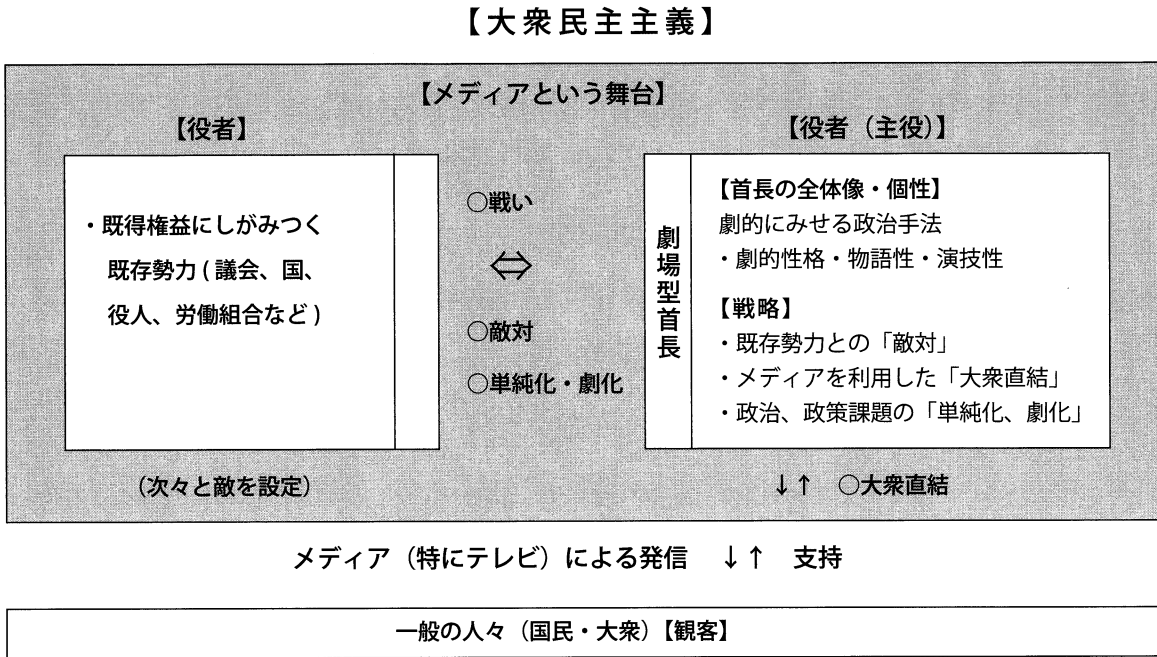 【大衆民主主義】
【メディアという舞台】
【役者】
・既得権益にしがみつく
既存勢力(議会、国、
役人、労働組合など)
(次々と敵を設定)
○戦い
⇔
○敵対
○単純化・劇化
【役者（主役）】
劇場型首長
【首長の全体像・個性】
劇的にみせる政治手法
・劇的性格・物語性・演技性
【戦略】
・既存勢力との「敵対」
・メディアを利用した「大衆直結」
・政治、政策課題の「単純化、劇化」
↓↑ ○大衆直結
メディア（特にテレビ）による発信 ↓↑ 支持
一般の人々（国民・大衆）【観客】